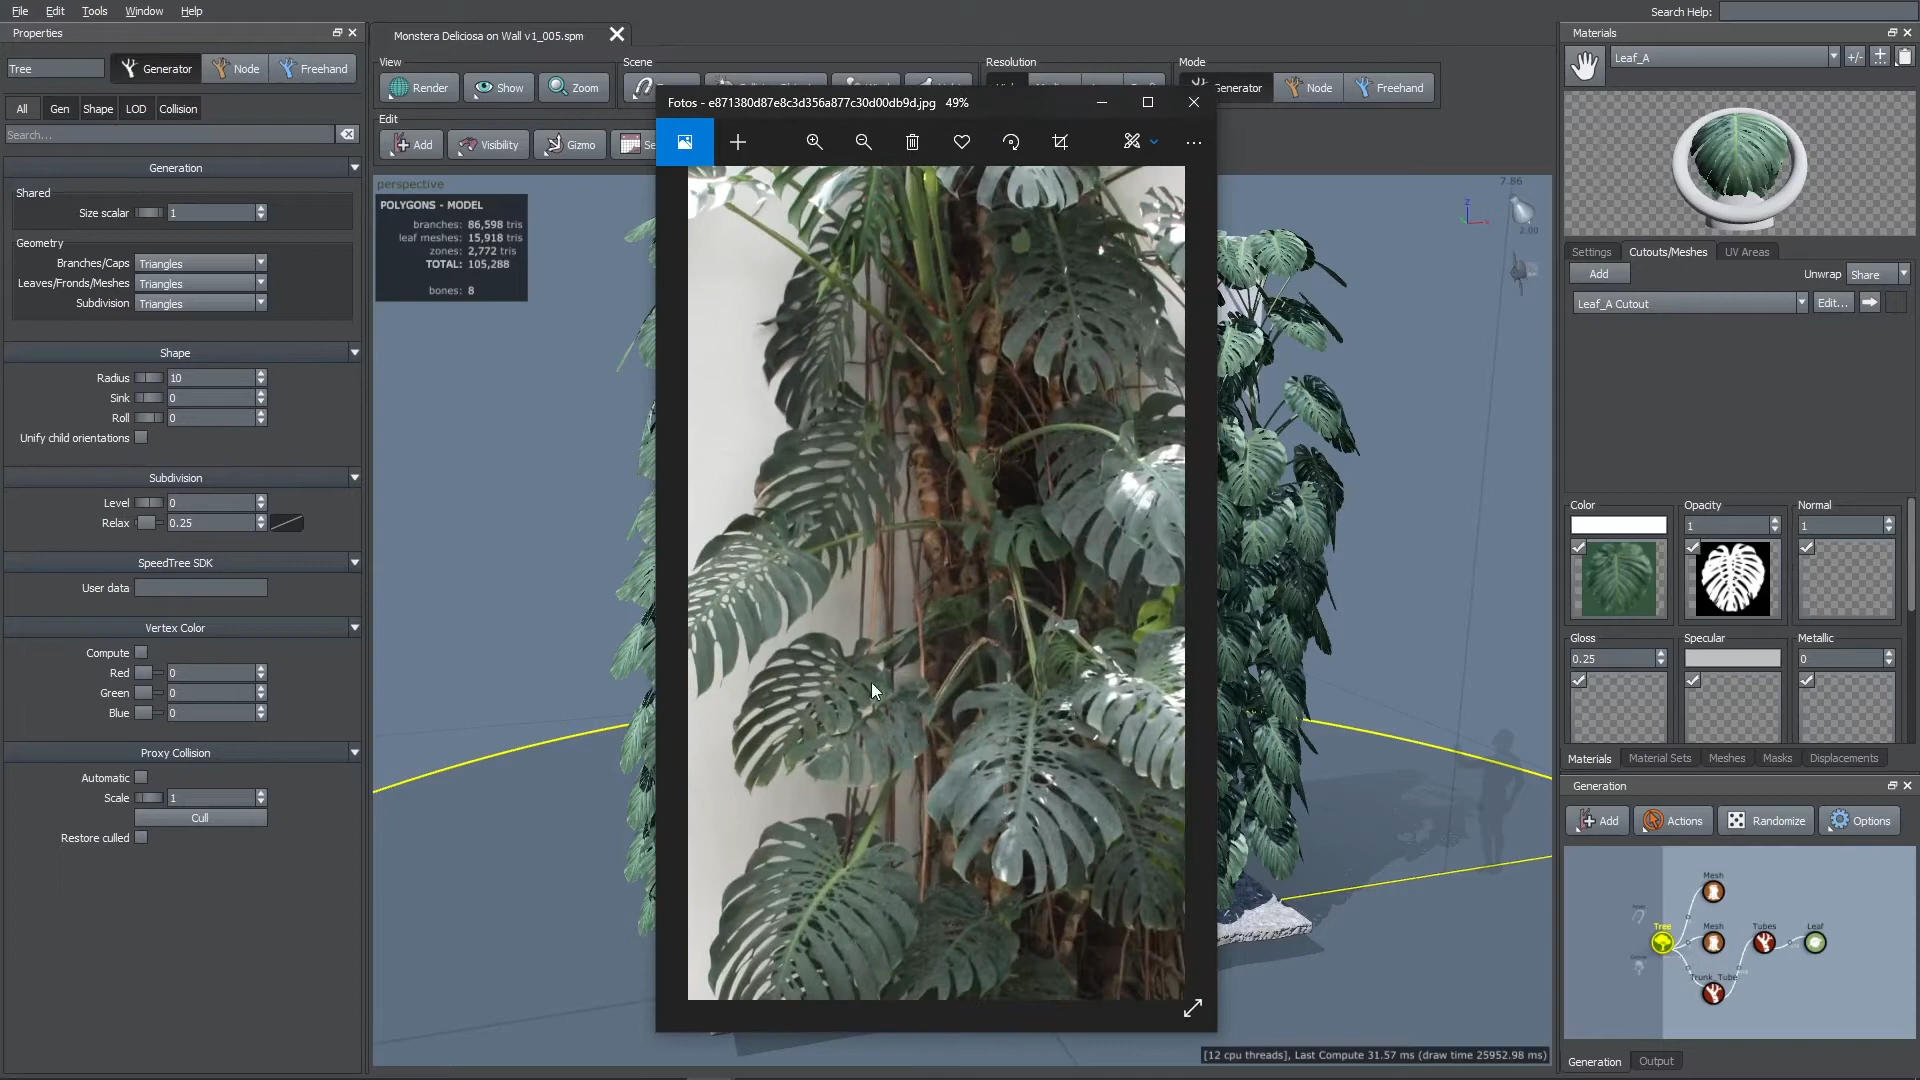 File Edit Tools Window Help
Search Help:
Properties
Tree
Generator
Node
Freehand
All Gen Shape LOD Collision
Search...
Generation
Shared
Size scalar 1
Geometry
Branches/Caps Triangles
Leaves/Fronds/Meshes Triangles
Subdivision Triangles
Shape
Radius 10
Sink 0
Roll 0
Unify child orientations
Subdivision
Level 0
Relax 0.25
SpeedTree SDK
User data
Vertex Color
Compute
Red 0
Green 0
Blue 0
Proxy Collision
Automatic
Scale 1
Cull
Restore culled
Monstera Deliciosa on Wall v1_005.spm
View
Render Show Zoom
Scene
Resolution
Mode
Node Freehand
Edit
Add Visibility Gizmo
perspective
POLYGONS - MODEL
branches: 86,598 tris
leaf meshes: 15,918 tris
zones: 2,772 tris
TOTAL: 105,288
bones: 8
Fotos - e871380d87e8c3d356a877c30d00db9d.jpg 49%
7.86
Z
2.00
[12 cpu threads], Last Compute 31.57 ms (draw time 25952.98 ms)
Materials
Leaf_A
+/-
Settings Cutouts/Meshes UV Areas
Add
Unwrap Share
Leaf_A Cutout
Edit...
Color Opacity Normal
1 1
Gloss Specular Metallic
0.25 0
Materials Material Sets Meshes Masks Displacements
Generation
Add Actions Randomize Options
Mesh
Tree Mesh Tubes Leaf
Trunk_Tube
Generation Output